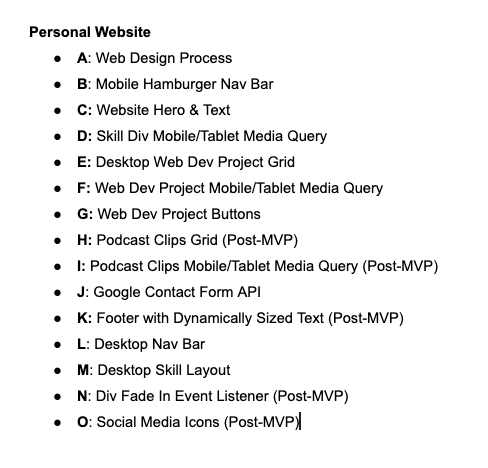 Personal Website
● A: Web Design Process
● B: Mobile Hamburger Nav Bar
● C: Website Hero & Text
● D: Skill Div Mobile/Tablet Media Query
● E: Desktop Web Dev Project Grid
● F: Web Dev Project Mobile/Tablet Media Query
● G: Web Dev Project Buttons
● H: Podcast Clips Grid (Post-MVP)
● I: Podcast Clips Mobile/Tablet Media Query (Post-MVP)
● J: Google Contact Form API
● K: Footer with Dynamically Sized Text (Post-MVP)
● L: Desktop Nav Bar
● M: Desktop Skill Layout
● N: Div Fade In Event Listener (Post-MVP)
● O: Social Media Icons (Post-MVP)